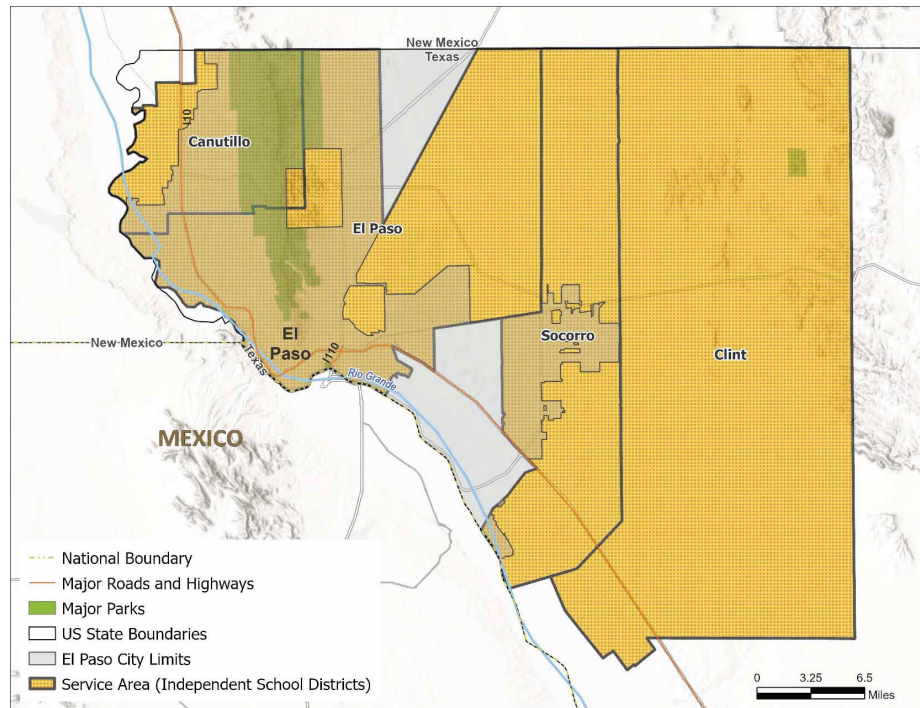 New Mexico
Texas
I10
Canutillo
El Paso
El
Paso
I110
Socorro
Clint
New Mexico
Texas
Rio Grande
MEXICO
National Boundary
Major Roads and Highways
Major Parks
US State Boundaries
El Paso City Limits
Service Area (Independent School Districts)
0 3.25 6.5
Miles